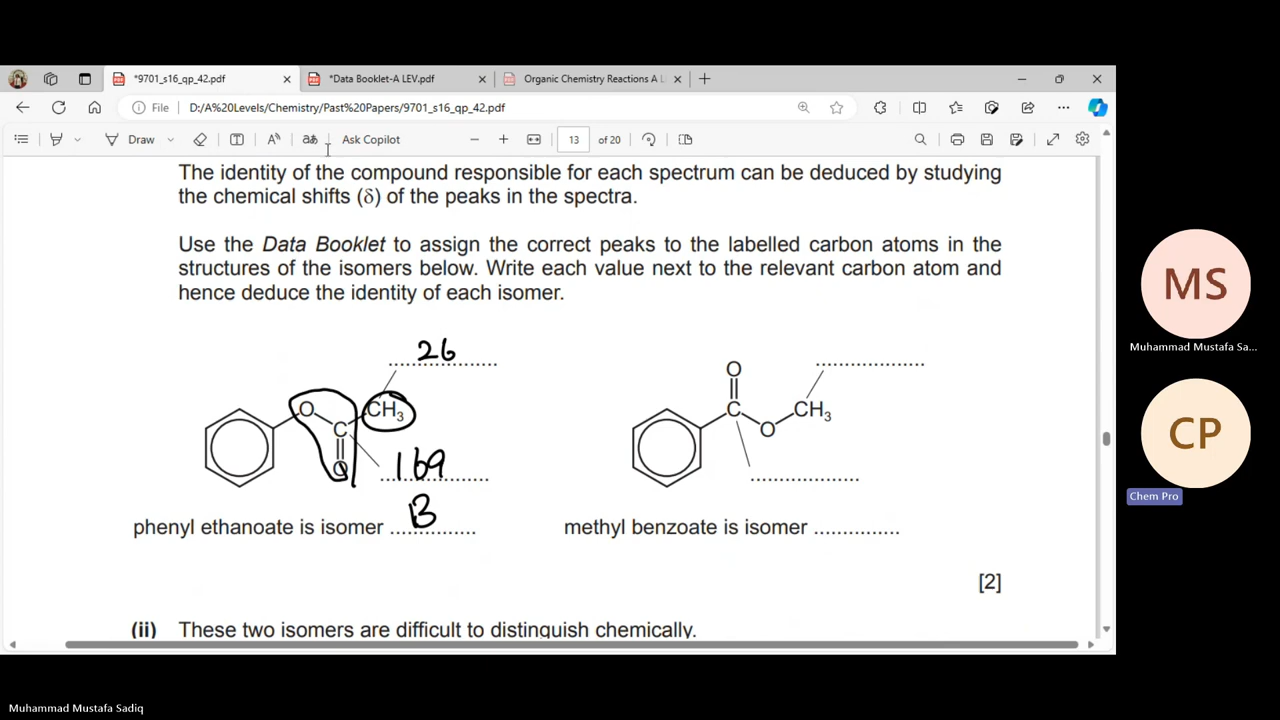 *9701_s16_qp_42.pdf
*Data Booklet-A LEV.pdf
Organic Chemistry Reactions A L
File
D:/A%20Levels/Chemistry/Past%20Papers/9701_s16_qp_42.pdf
Draw
Ask Copilot
13 of 20
The identity of the compound responsible for each spectrum can be deduced by studying
the chemical shifts (δ) of the peaks in the spectra.
Use the Data Booklet to assign the correct peaks to the labelled carbon atoms in the
structures of the isomers below. Write each value next to the relevant carbon atom and
hence deduce the identity of each isomer.
26
O
C
CH3
O
169
O
C
O
CH3
phenyl ethanoate is isomer B
methyl benzoate is isomer ...............
[2]
(ii) These two isomers are difficult to distinguish chemically.
MS
Muhammad Mustafa Sa...
CP
Chem Pro
Muhammad Mustafa Sadiq